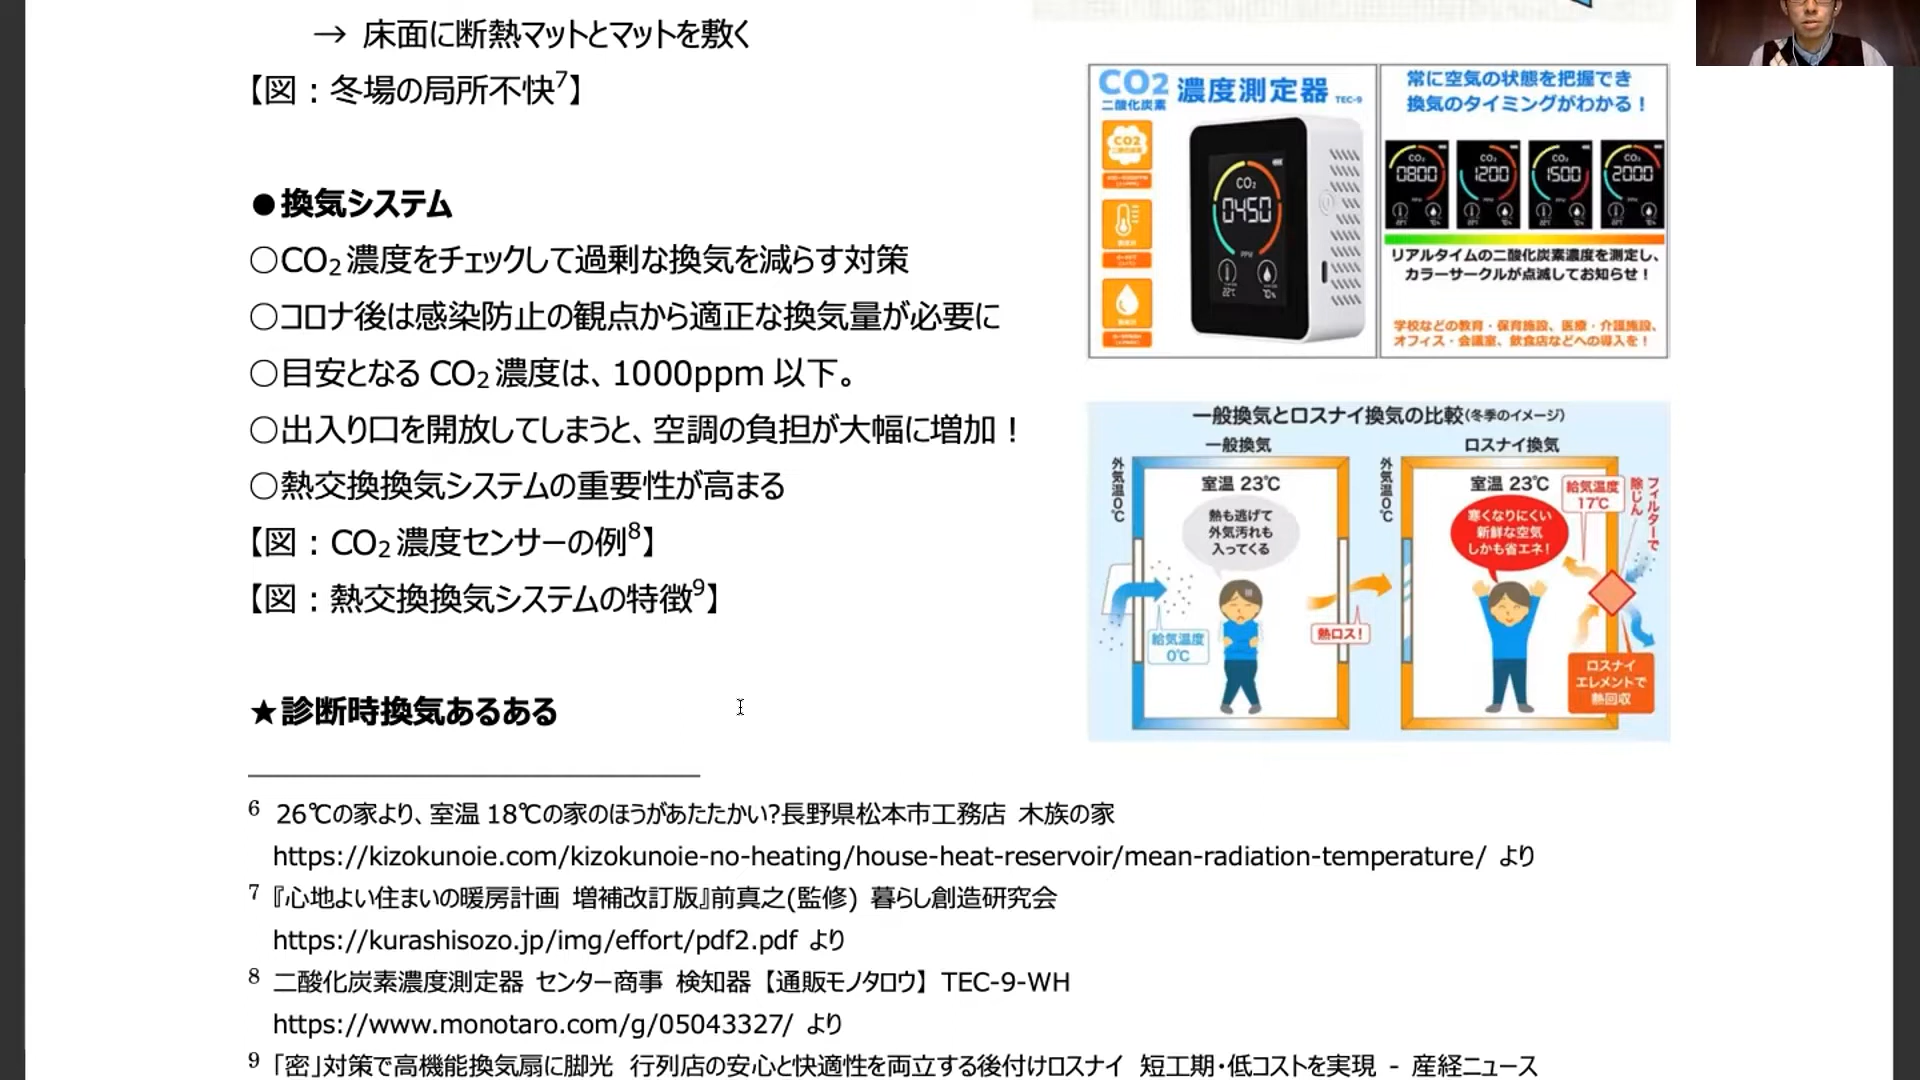 → 床面に断熱マットとマットを敷く
【図：冬場の局所不快7】
●換気システム
○CO2濃度をチェックして過剰な換気を減らす対策
○コロナ後は感染防止の観点から適正な換気量が必要に
○目安となる CO2濃度は、1000ppm 以下。
○出入り口を開放してしまうと、空調の負担が大幅に増加！
○熱交換換気システムの重要性が高まる
【図：CO2濃度センサーの例8】
【図：熱交換換気システムの特徴9】
★診断時換気あるある
CO2
二酸化炭素
濃度測定器
TEC-9
CO2
CO2
0450
PPM
22℃
70%
常に空気の状態を把握でき
換気のタイミングがわかる！
CO2 CO2 CO2 CO2
0800 1200 1500 2000
リアルタイムの二酸化炭素濃度を測定し、
カラーサークルが点滅してお知らせ！
学校などの教育・保育施設、医療・介護施設、
オフィス・会議室、飲食店などへの導入を！
一般換気とロスナイ換気の比較(冬季のイメージ)
一般換気
外気温0℃
室温 23℃
熱も逃げて
外気汚れも
入ってくる
給気温度
0℃
熱ロス！
ロスナイ換気
外気温0℃
室温 23℃
寒くなりにくい
新鮮な空気
しかも省エネ！
給気温度
17℃
フィルターで
除じん
ロスナイ
エレメントで
熱回収
6 26℃の家より、室温 18℃の家のほうがあたたかい?長野県松本市工務店 木族の家
https://kizokunoie.com/kizokunoie-no-heating/house-heat-reservoir/mean-radiation-temperature/ より
7 『心地よい住まいの暖房計画 増補改訂版』前真之(監修) 暮らし創造研究会
https://kurashisozo.jp/img/effort/pdf2.pdf より
8 二酸化炭素濃度測定器 センター商事 検知器 【通販モノタロウ】 TEC-9-WH
https://www.monotaro.com/g/05043327/ より
9 「密」対策で高機能換気扇に脚光 行列店の安心と快適性を両立する後付けロスナイ 短工期・低コストを実現 - 産経ニュース